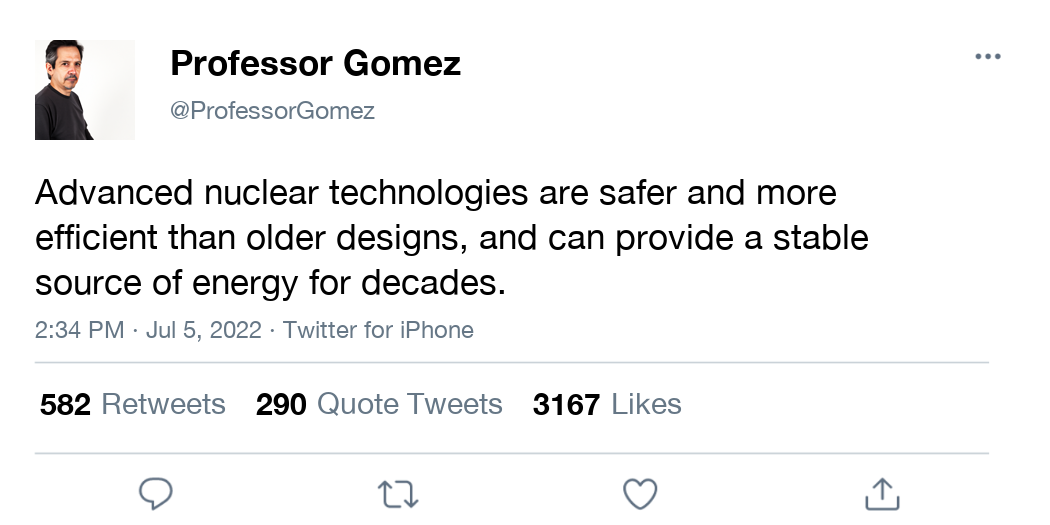 Professor Gomez
@ProfessorGomez
Advanced nuclear technologies are safer and more
efficient than older designs, and can provide a stable
source of energy for decades.
2:34 PM · Jul 5, 2022 · Twitter for iPhone
582 Retweets 290 Quote Tweets 3167 Likes